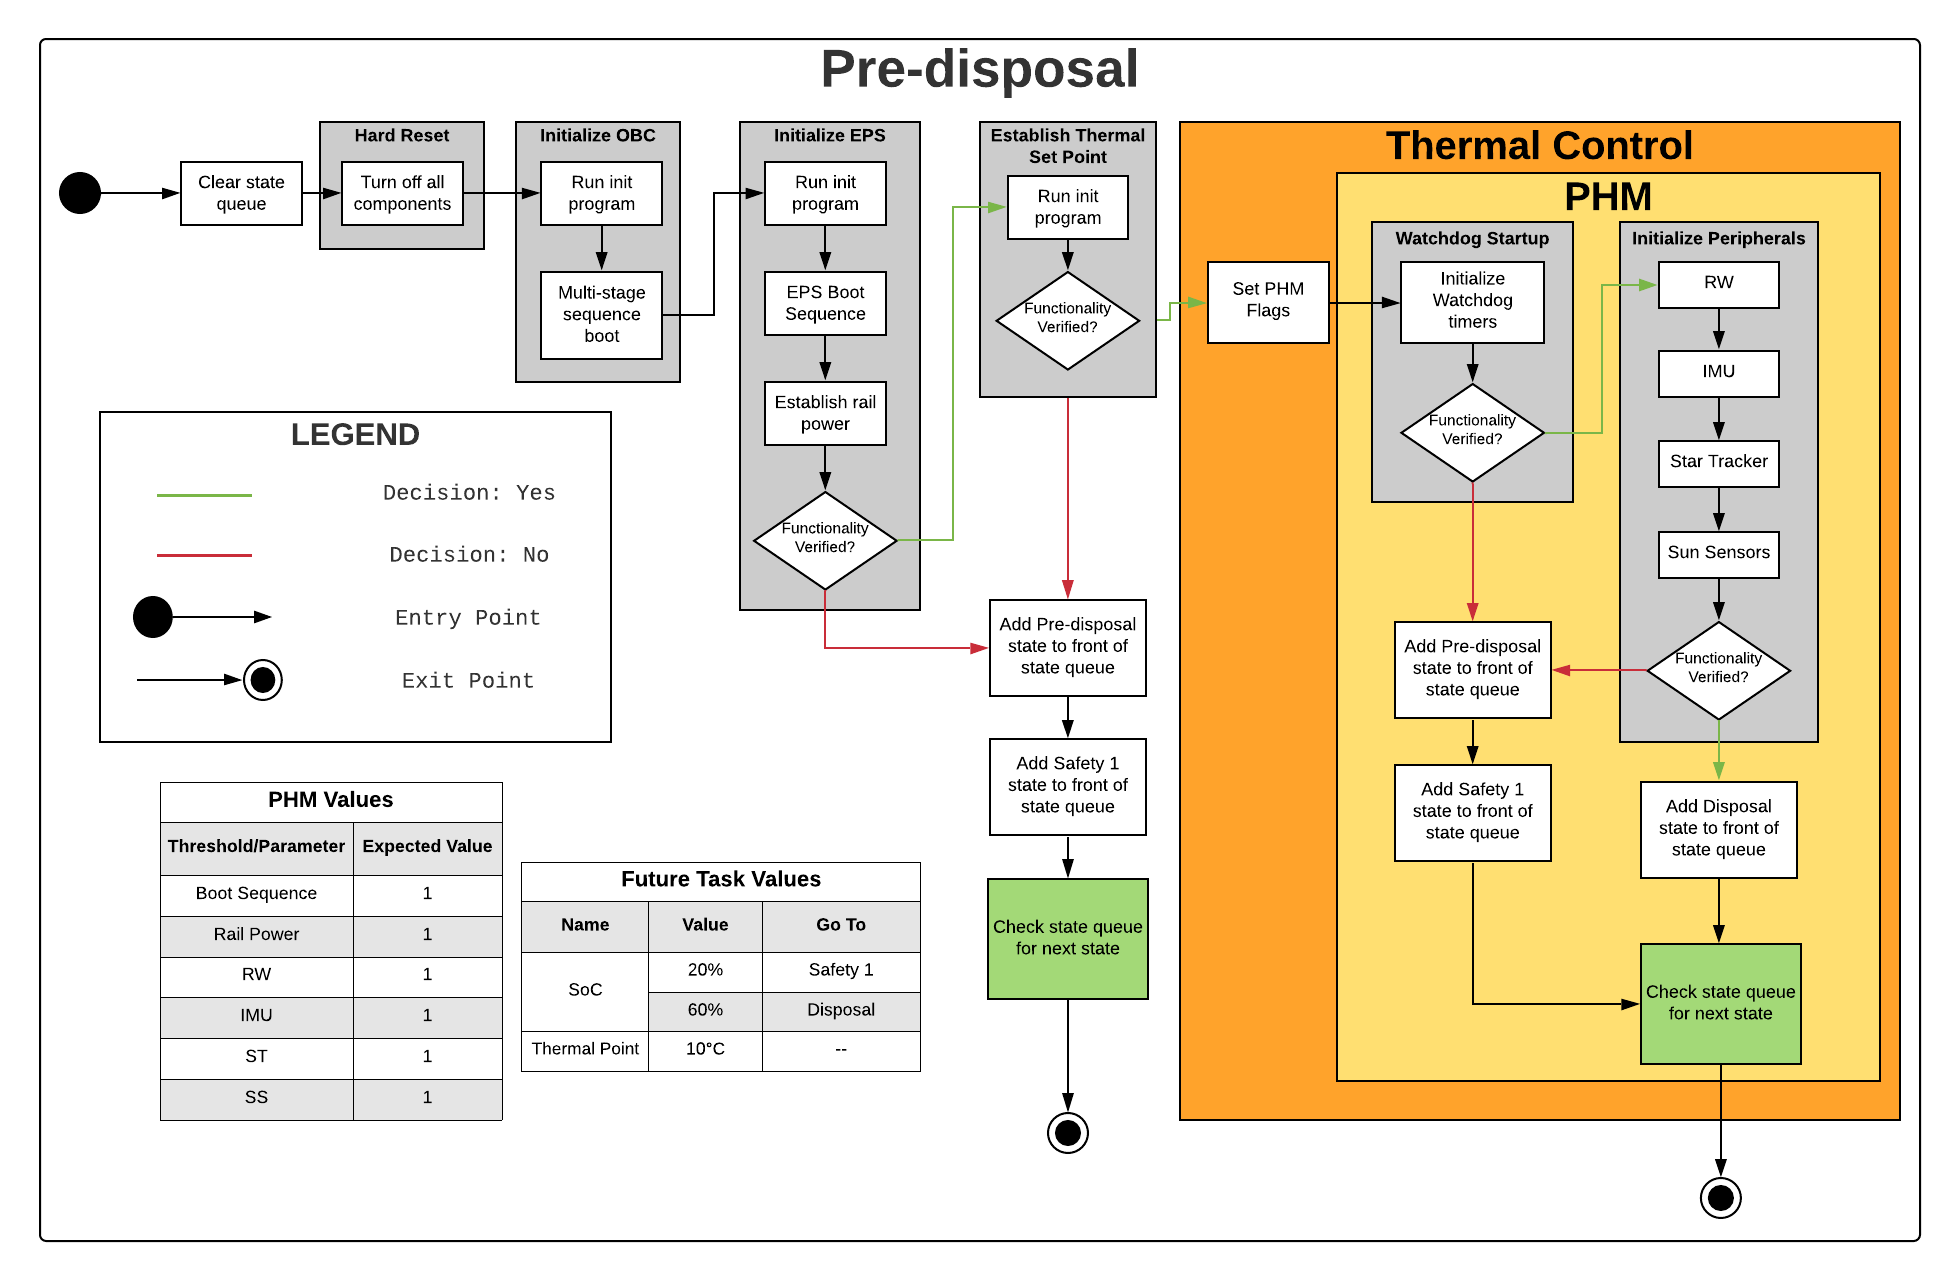 Pre-disposal
Clear state
queue
Hard Reset
Turn off all
components
Initialize OBC
Run init
program
Multi-stage
sequence
boot
Initialize EPS
Run init
program
EPS Boot
Sequence
Establish rail
power
Functionality
Verified?
Establish Thermal
Set Point
Run init
program
Functionality
Verified?
Add Pre-disposal
state to front of
state queue
Add Safety 1
state to front of
state queue
Check state queue
for next state
Thermal Control
Set PHM
Flags
PHM
Watchdog Startup
Initialize
Watchdog
timers
Functionality
Verified?
Add Pre-disposal
state to front of
state queue
Add Safety 1
state to front of
state queue
Initialize Peripherals
RW
IMU
Star Tracker
Sun Sensors
Functionality
Verified?
Add Disposal
state to front of
state queue
Check state queue
for next state
LEGEND
Decision: Yes
Decision: No
Entry Point
Exit Point
PHM Values
Threshold/Parameter Expected Value
Boot Sequence 1
Rail Power 1
RW 1
IMU 1
ST 1
SS 1
Future Task Values
Name Value Go To
SoC
20% Safety 1
60% Disposal
Thermal Point 10°C --